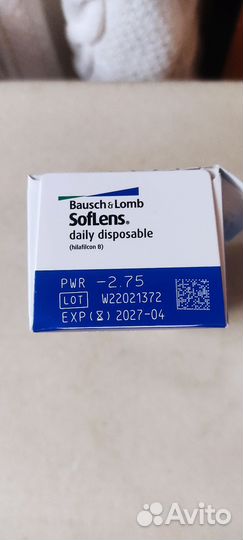 Bausch & Lomb
SofLens®
daily disposable
(hilafilcon B)
PWR -2.75
LOT W22021372
EXP (⌛) 2027-04
Avito